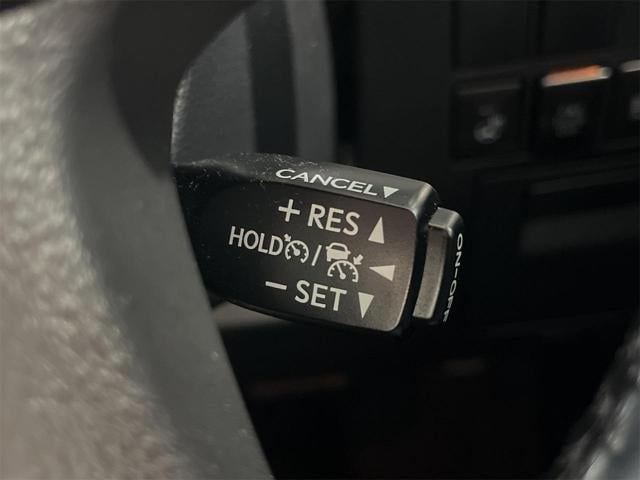 CANCEL▼
+ RES ▲
HOLD / ◀
- SET ▼
ON-OFF